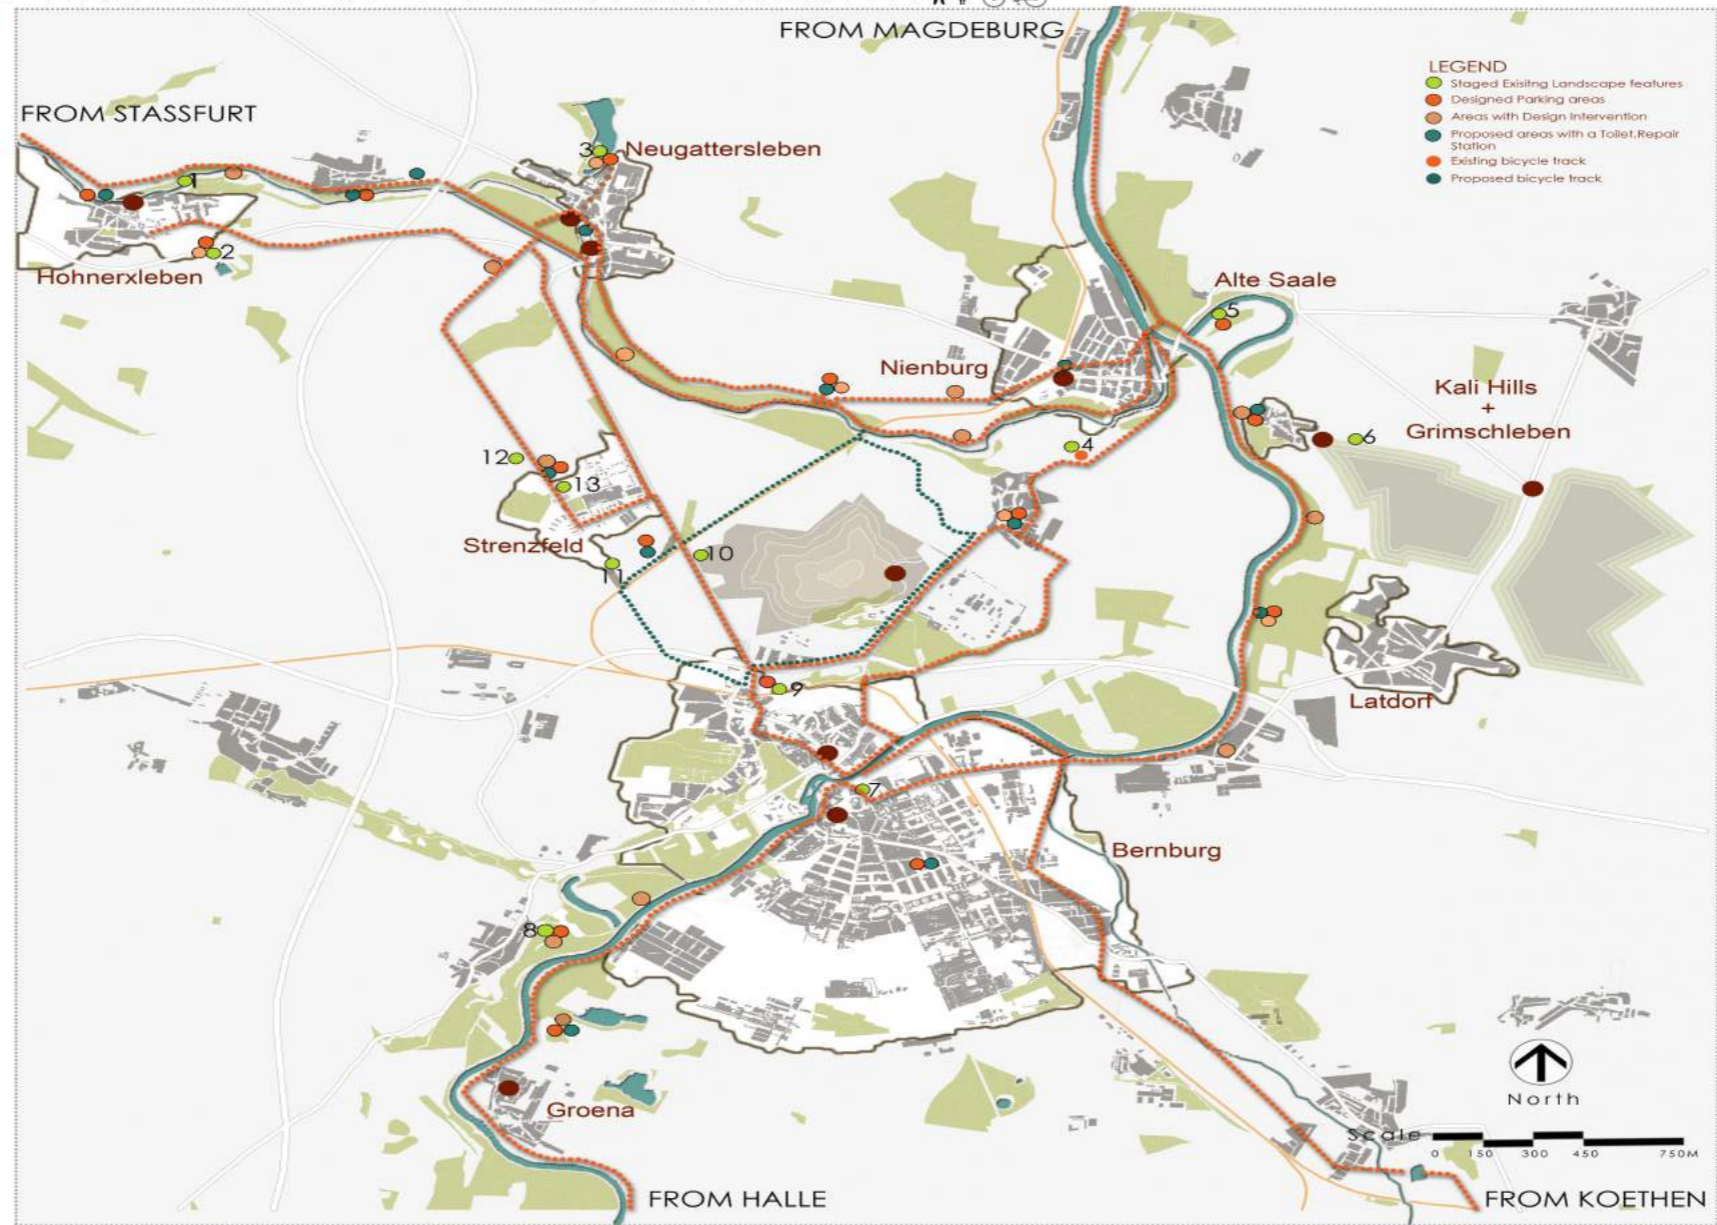 FROM MAGDEBURG
LEGEND
Staged Exisitng Landscape features
Designed Parking areas
Areas with Design Intervention
Proposed areas with a Toilet,Repair
Station
Existing bicycle track
Proposed bicycle track
FROM STASSFURT
3
Neugattersleben
1
2
Hohnerxleben
Alte Saale
5
Nienburg
Kali Hills
+
Grimschleben
6
4
12
13
Strenzfeld
10
11
Latdorf
9
7
Bernburg
8
North
Groena
Scale
0 150 300 450 750M
FROM HALLE
FROM KOETHEN